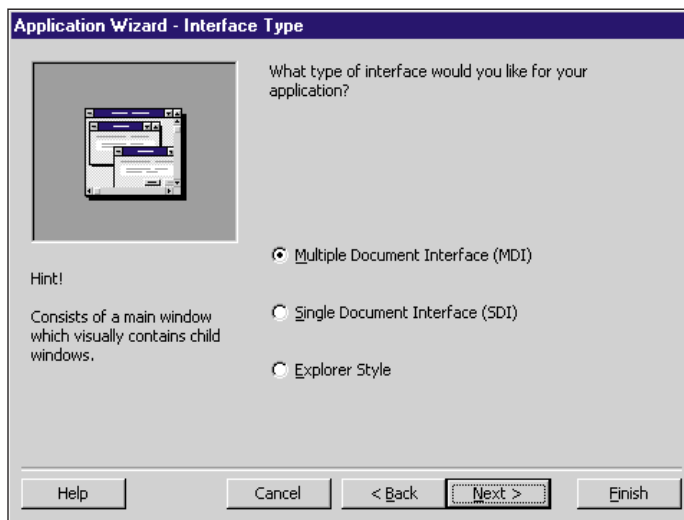 Application Wizard - Interface Type
What type of interface would you like for your
application?
Multiple Document Interface (MDI)
Hint!
Single Document Interface (SDI)
Consists of a main window
which visually contains child
windows.
Explorer Style
Help
Cancel
< Back
Next >
Finish